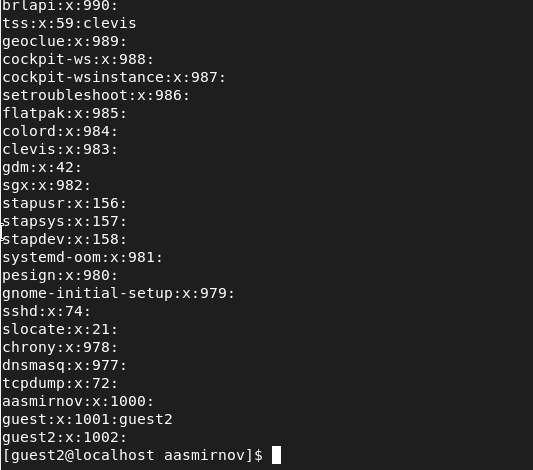 brlapi:x:990:
tss:x:59:clevis
geoclue:x:989:
cockpit-ws:x:988:
cockpit-wsinstance:x:987:
setroubleshoot:x:986:
flatpak:x:985:
colord:x:984:
clevis:x:983:
gdm:x:42:
sgx:x:982:
stapusr:x:156:
stapsys:x:157:
stapdev:x:158:
systemd-oom:x:981:
pesign:x:980:
gnome-initial-setup:x:979:
sshd:x:74:
slocate:x:21:
chrony:x:978:
dnsmasq:x:977:
tcpdump:x:72:
aasmirnov:x:1000:
guest:x:1001:guest2
guest2:x:1002:
[guest2@localhost aasmirnov]$